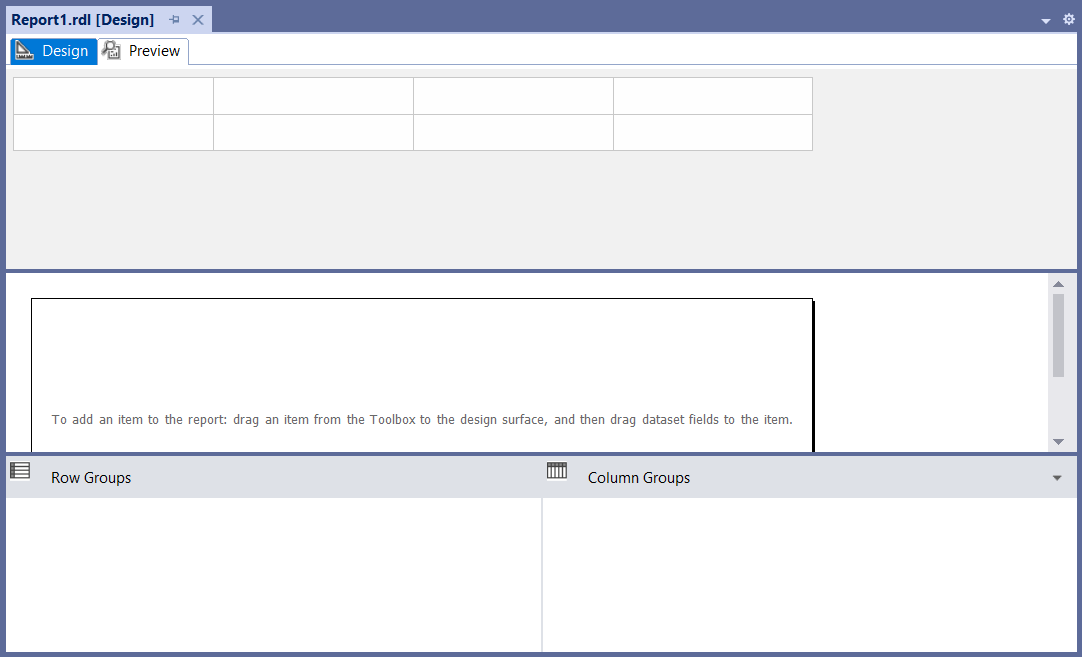 Report1.rdl [Design]
Design Preview
To add an item to the report: drag an item from the Toolbox to the design surface, and then drag dataset fields to the item.
Row Groups Column Groups